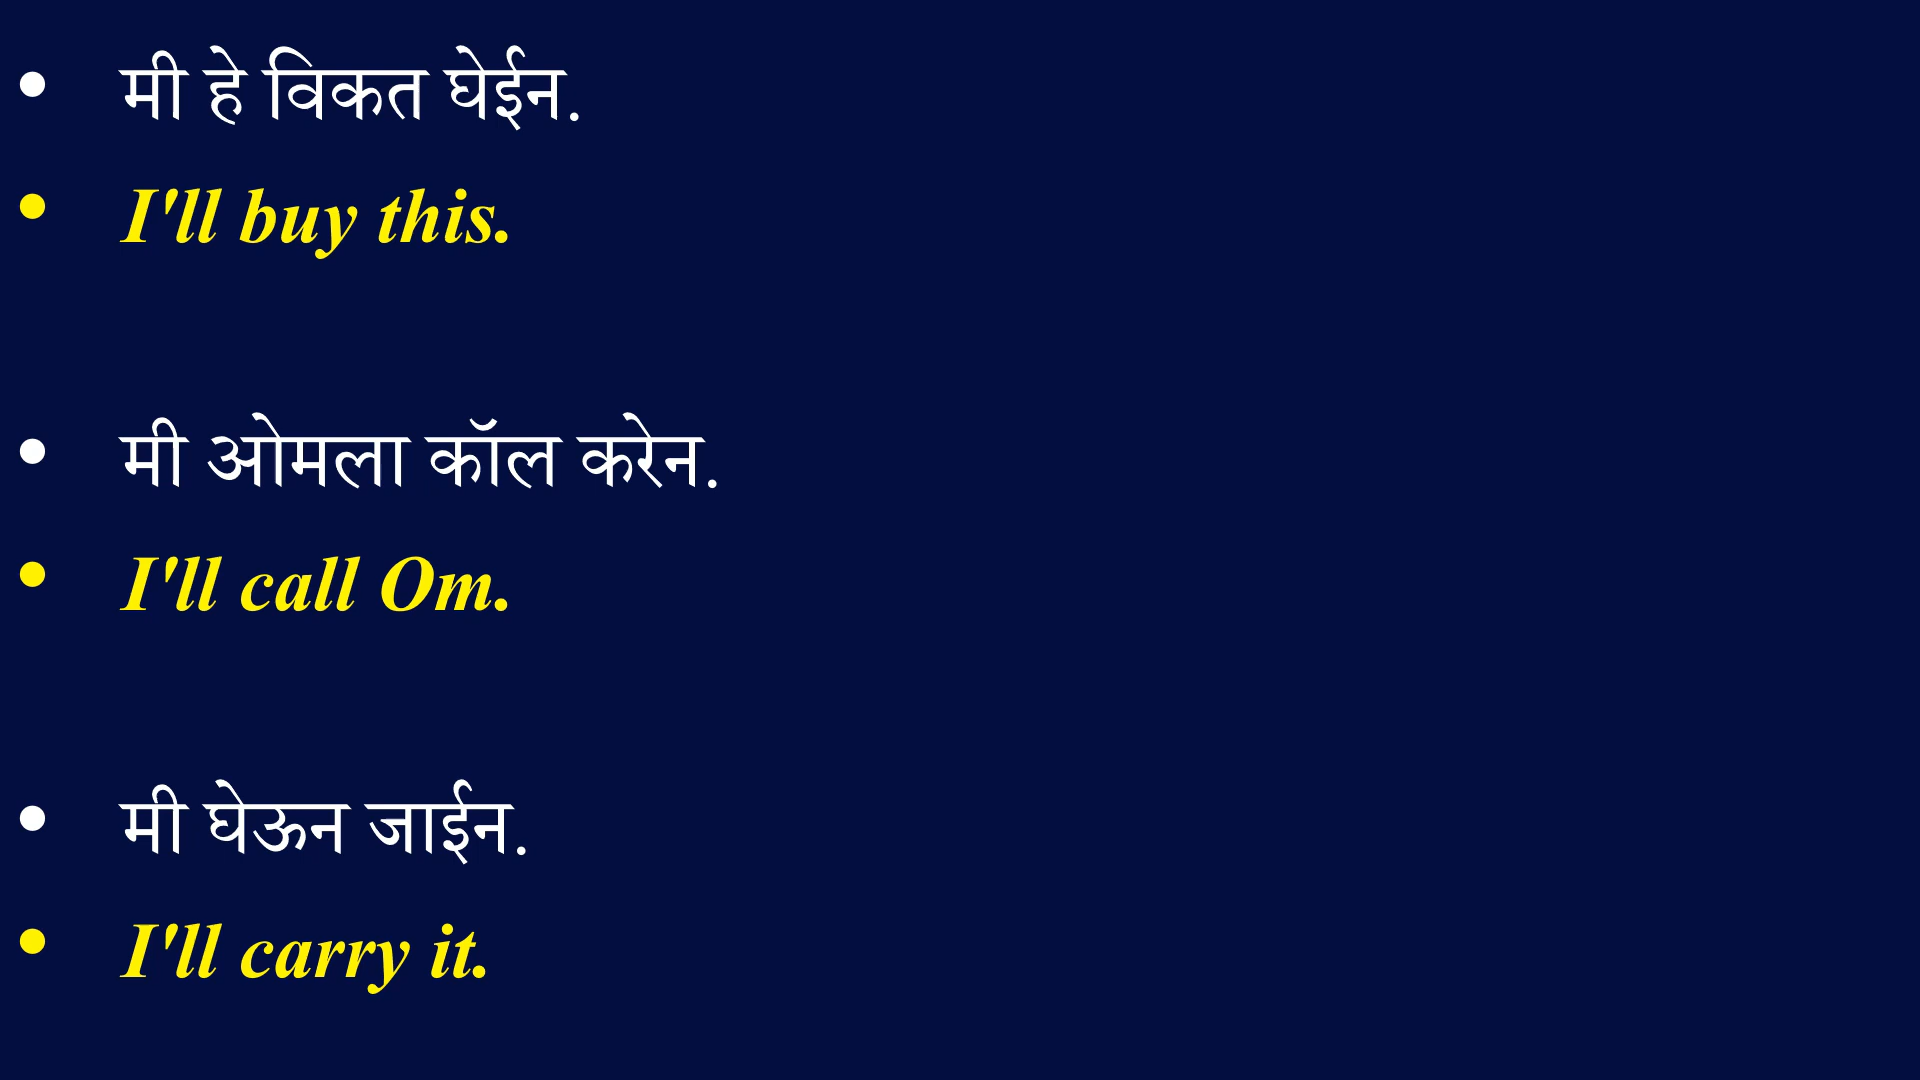 • मी हे विकत घेईन.
• I'll buy this.
• मी ओमला कॉल करेन.
• I'll call Om.
• मी घेऊन जाईन.
• I'll carry it.